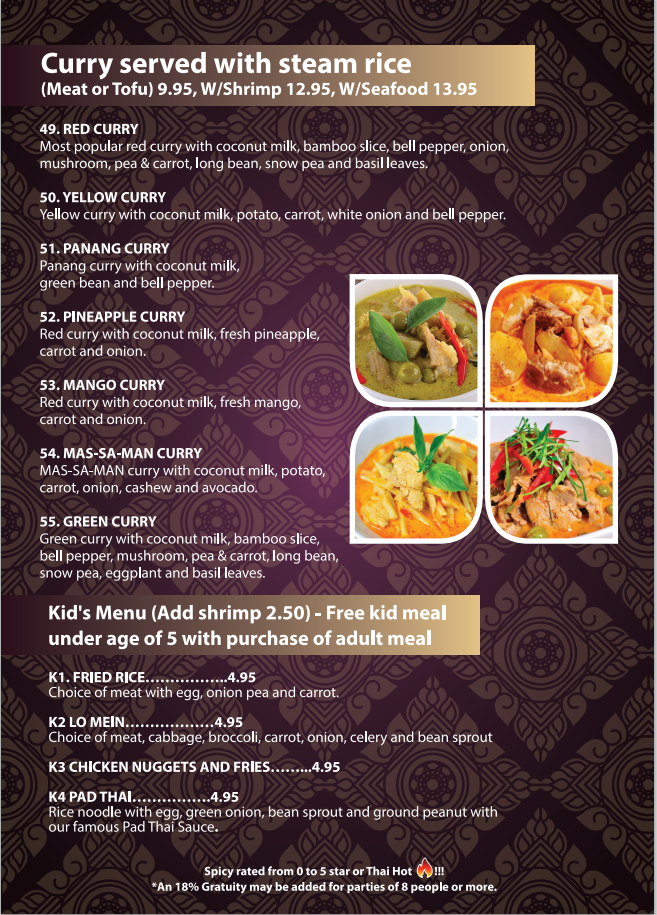 Curry served with steam rice
(Meat or Tofu) 9.95, W/Shrimp 12.95, W/Seafood 13.95
49. RED CURRY
Most popular red curry with coconut milk, bamboo slice, bell pepper, onion,
mushroom, pea & carrot, long bean, snow pea and basil leaves.
50. YELLOW CURRY
Yellow curry with coconut milk, potato, carrot, white onion and bell pepper.
51. PANANG CURRY
Panang curry with coconut milk,
green bean and bell pepper.
52. PINEAPPLE CURRY
Red curry with coconut milk, fresh pineapple,
carrot and onion.
53. MANGO CURRY
Red curry with coconut milk, fresh mango,
carrot and onion.
54. MAS-SA-MAN CURRY
MAS-SA-MAN curry with coconut milk, potato,
carrot, onion, cashew and avocado.
55. GREEN CURRY
Green curry with coconut milk, bamboo slice,
bell pepper, mushroom, pea & carrot, long bean,
snow pea, eggplant and basil leaves.
Kid's Menu (Add shrimp 2.50) - Free kid meal
under age of 5 with purchase of adult meal
K1. FRIED RICE................4.95
Choice of meat with egg, onion pea and carrot.
K2 LO MEIN.................4.95
Choice of meat, cabbage, broccoli, carrot, onion, celery and bean sprout
K3 CHICKEN NUGGETS AND FRIES.........4.95
K4 PAD THAI...............4.95
Rice noodle with egg, green onion, bean sprout and ground peanut with
our famous Pad Thai Sauce.
Spicy rated from 0 to 5 star or Thai Hot !!!
*An 18% Gratuity may be added for parties of 8 people or more.